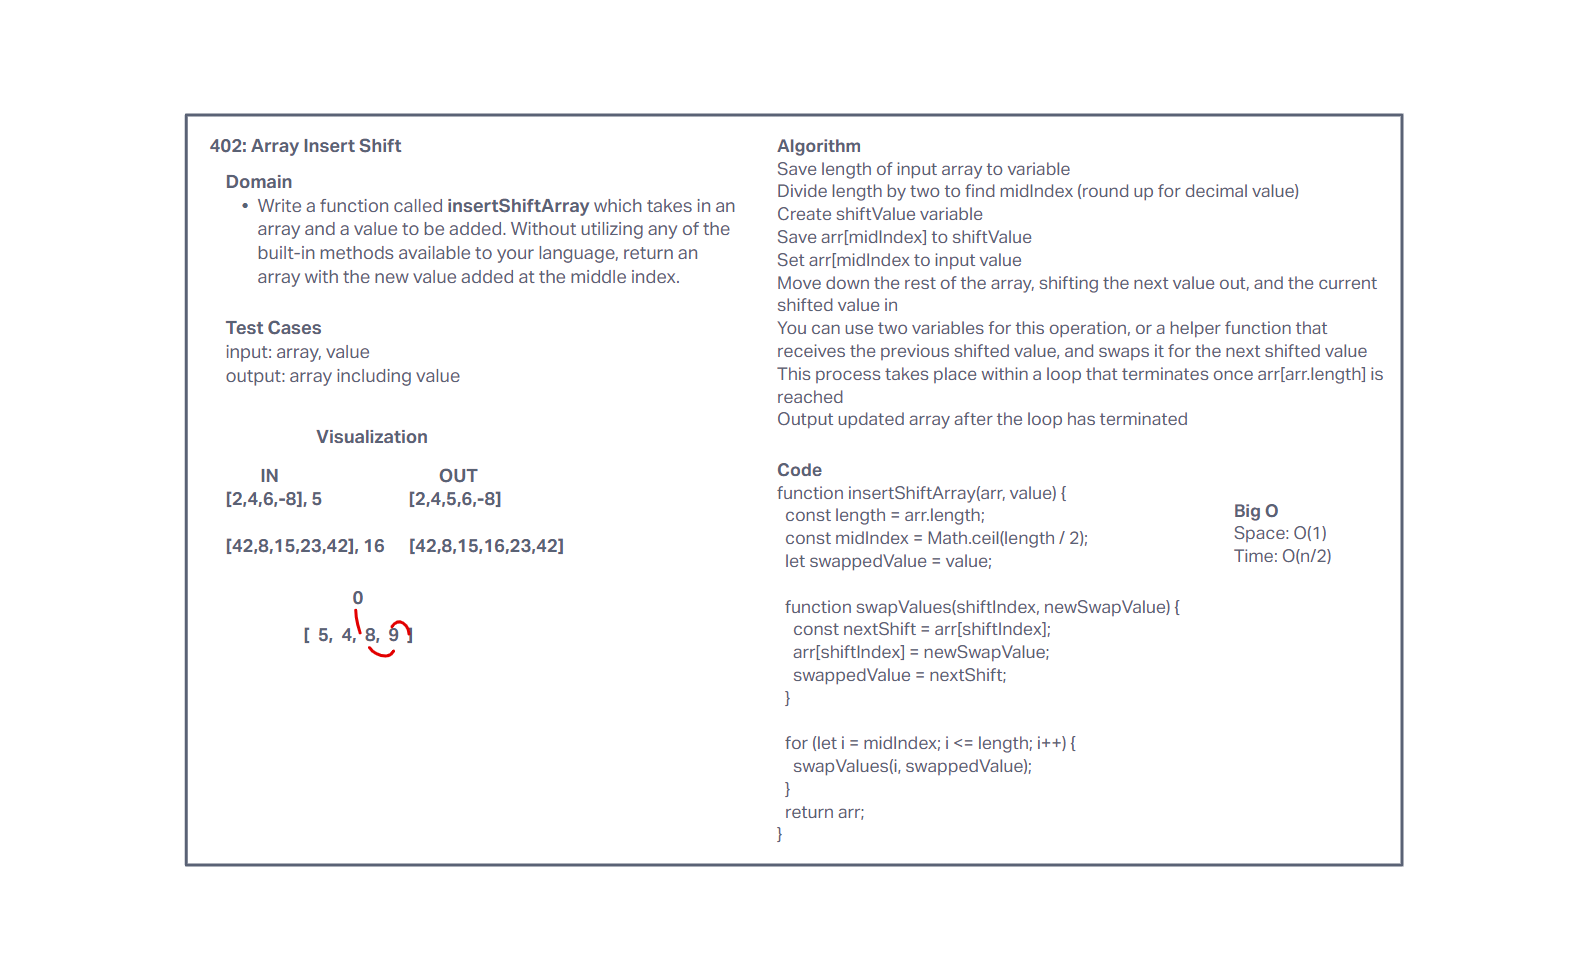 402: Array Insert Shift
Domain
• Write a function called insertShiftArray which takes in an
array and a value to be added. Without utilizing any of the
built-in methods available to your language, return an
array with the new value added at the middle index.
Test Cases
input: array, value
output: array including value
Visualization
IN OUT
[2,4,6,-8], 5 [2,4,5,6,-8]
[42,8,15,23,42], 16 [42,8,15,16,23,42]
0
[ 5, 4, 8, 9 ]
Algorithm
Save length of input array to variable
Divide length by two to find midIndex (round up for decimal value)
Create shiftValue variable
Save arr[midIndex] to shiftValue
Set arr[midIndex to input value
Move down the rest of the array, shifting the next value out, and the current
shifted value in
You can use two variables for this operation, or a helper function that
receives the previous shifted value, and swaps it for the next shifted value
This process takes place within a loop that terminates once arr[arr.length] is
reached
Output updated array after the loop has terminated
Code
function insertShiftArray(arr, value) {
const length = arr.length;
const midIndex = Math.ceil(length / 2);
let swappedValue = value;
function swapValues(shiftIndex, newSwapValue) {
const nextShift = arr[shiftIndex];
arr[shiftIndex] = newSwapValue;
swappedValue = nextShift;
}
for (let i = midIndex; i <= length; i++) {
swapValues(i, swappedValue);
}
return arr;
}
Big O
Space: O(1)
Time: O(n/2)